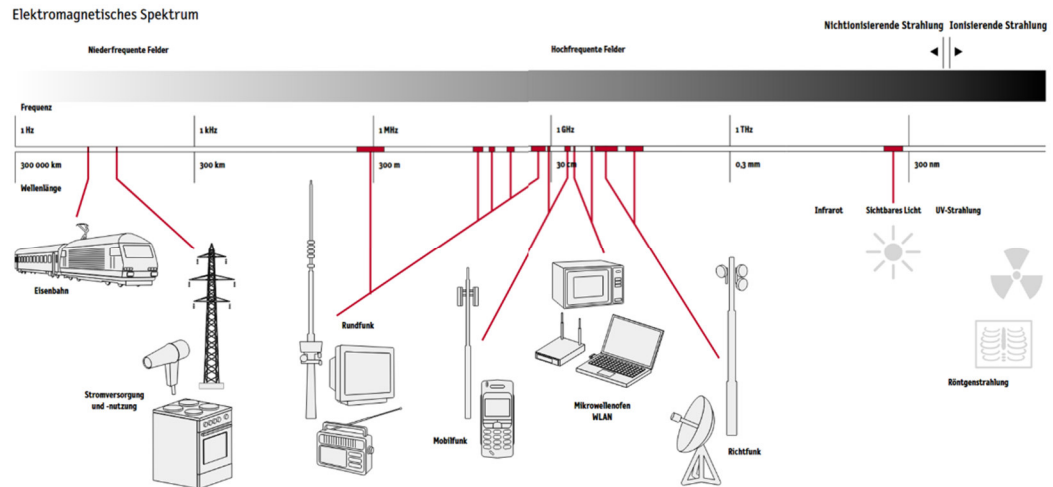 Elektromagnetisches Spektrum
Nichtionisierende Strahlung
Ionisierende Strahlung
Niederfrequente Felder
Hochfrequente Felder
Frequenz
1 Hz
1 kHz
1 MHz
1 GHz
1 THz
300 000 km
300 km
300 m
30 cm
0,3 mm
300 nm
Wellenlänge
Infrarot
Sichtbares Licht
UV-Strahlung
Eisenbahn
Rundfunk
Stromversorgung
und -nutzung
Mobilfunk
Mikrowellenofen
WLAN
Richtfunk
Röntgenstrahlung